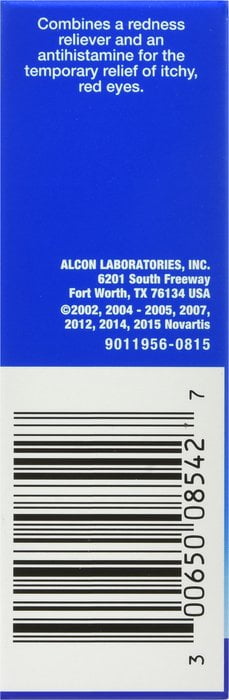 Combines a redness
reliever and an
antihistamine for the
temporary relief of itchy,
red eyes.
ALCON LABORATORIES, INC.
6201 South Freeway
Fort Worth, TX 76134 USA
©2002, 2004 - 2005, 2007,
2012, 2014, 2015 Novartis
9011956-0815
3 00650 08542 7